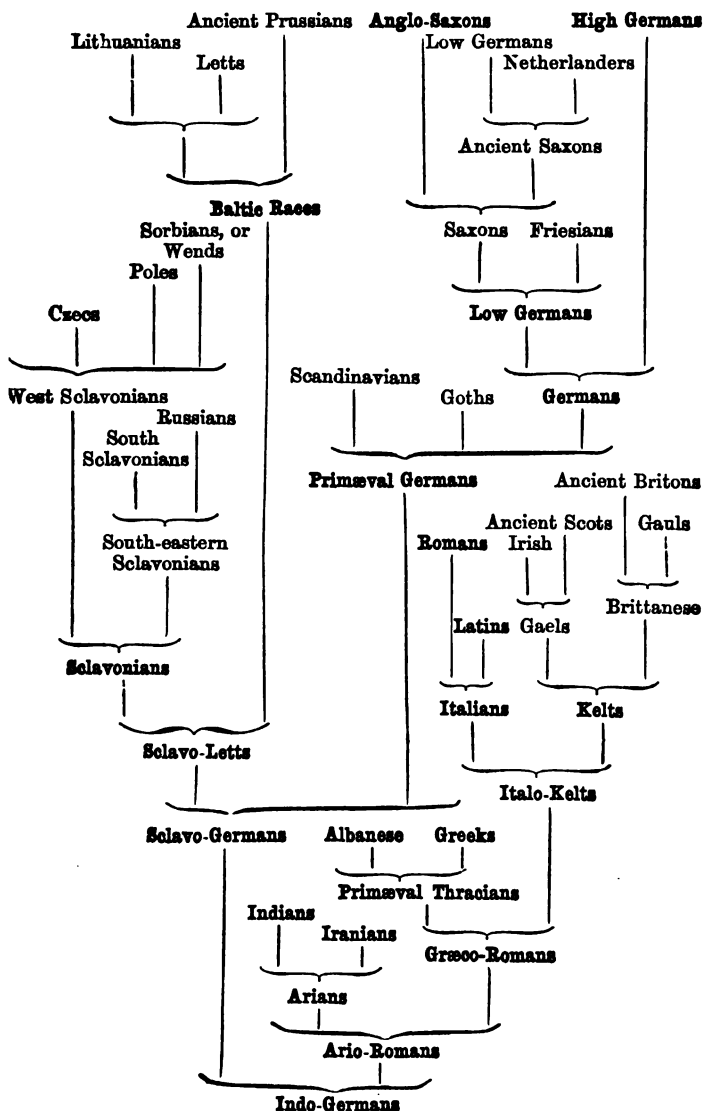 Ancient Prussians
Anglo-Saxons
High Germans
Lithuanians
Low Germans
Letts
Netherlanders
Ancient Saxons
Baltic Races
Sorbians, or
Wends
Saxons
Friesians
Poles
Czecs
Low Germans
West Sclavonians
Scandinavians
Goths
Germans
Russians
South
Sclavonians
Primæval Germans
Ancient Britons
South-eastern
Sclavonians
Romans
Ancient Scots
Irish
Gauls
Brittanese
Latins
Gaels
Sclavonians
Italians
Kelts
Sclavo-Letts
Italo-Kelts
Sclavo-Germans
Albanese
Greeks
Primæval Thracians
Indians
Iranians
Græco-Romans
Arians
Ario-Romans
Indo-Germans